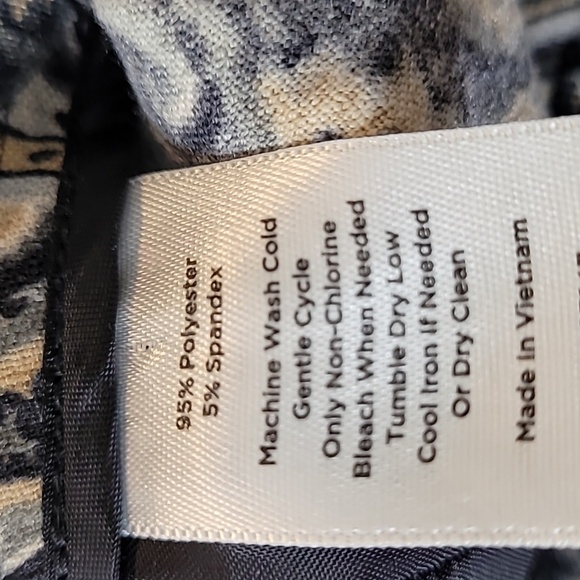 95% Polyester
5% Spandex
Machine Wash Cold
Gentle Cycle
Only Non-Chlorine
Bleach When Needed
Tumble Dry Low
Cool Iron If Needed
Or Dry Clean
Made In Vietnam